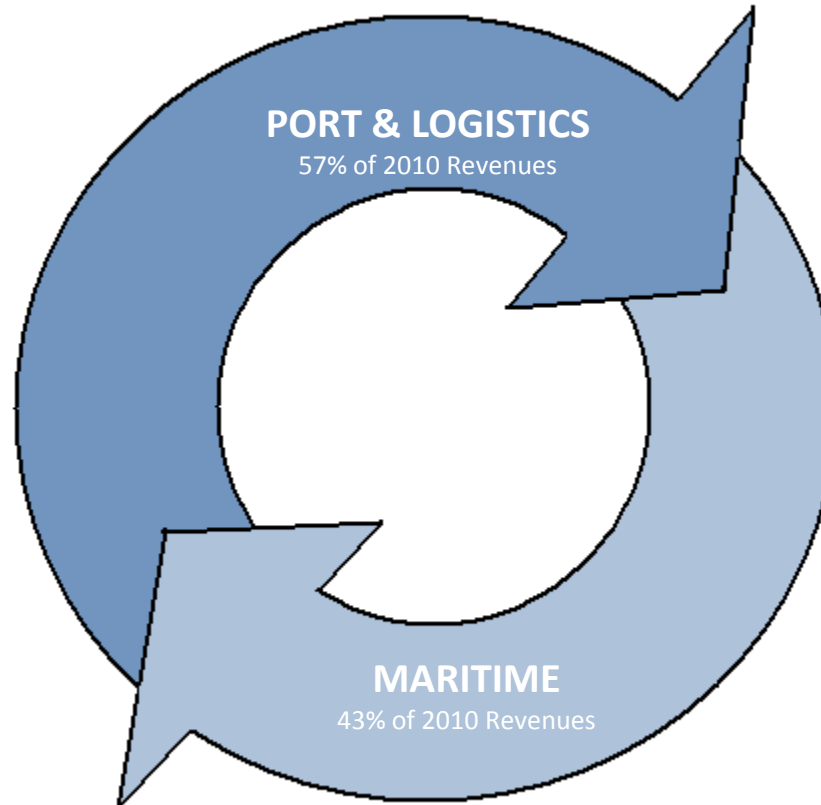 PORT & LOGISTICS
57% of 2010 Revenues
MARITIME
43% of 2010 Revenues